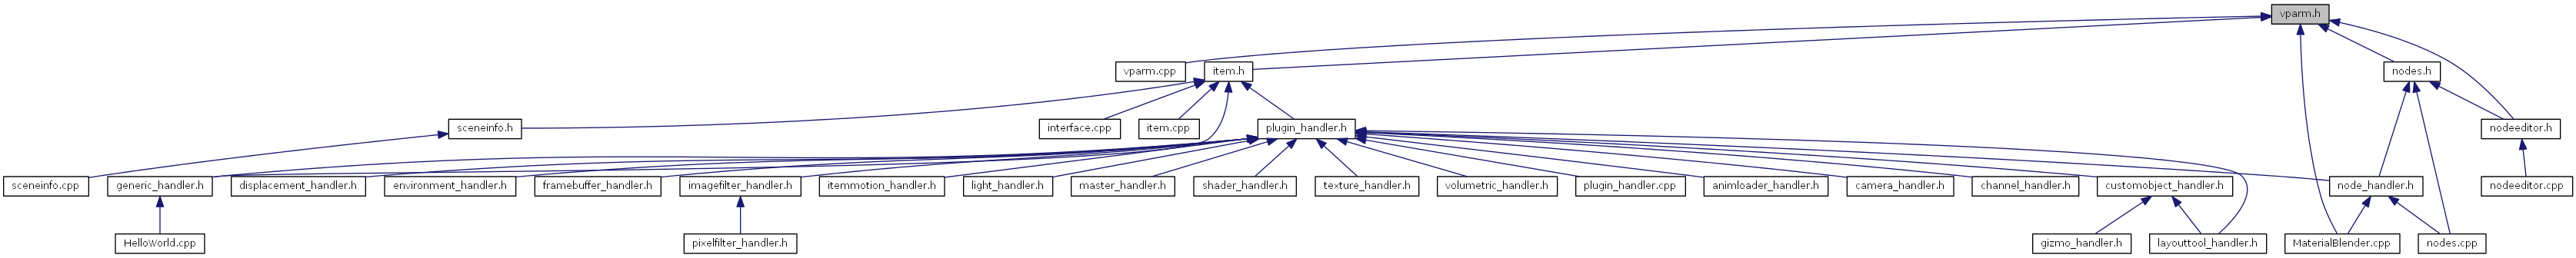 vparm.h
vparm.cpp
item.h
nodes.h
sceneinfo.h
interface.cpp
item.cpp
plugin_handler.h
nodeeditor.h
sceneinfo.cpp
generic_handler.h
displacement_handler.h
environment_handler.h
framebuffer_handler.h
imagefilter_handler.h
itemmotion_handler.h
light_handler.h
master_handler.h
shader_handler.h
texture_handler.h
volumetric_handler.h
plugin_handler.cpp
animloader_handler.h
camera_handler.h
channel_handler.h
customobject_handler.h
node_handler.h
nodeeditor.cpp
HelloWorld.cpp
pixelfilter_handler.h
gizmo_handler.h
layouttool_handler.h
MaterialBlender.cpp
nodes.cpp